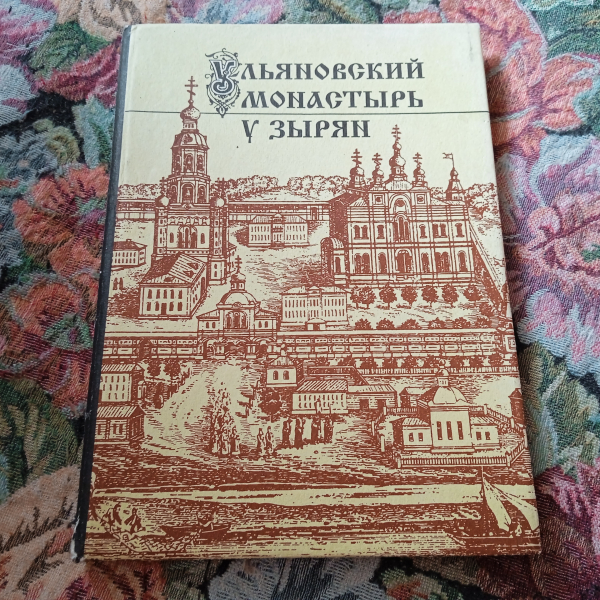 Ульяновский
монастырь
у зырян